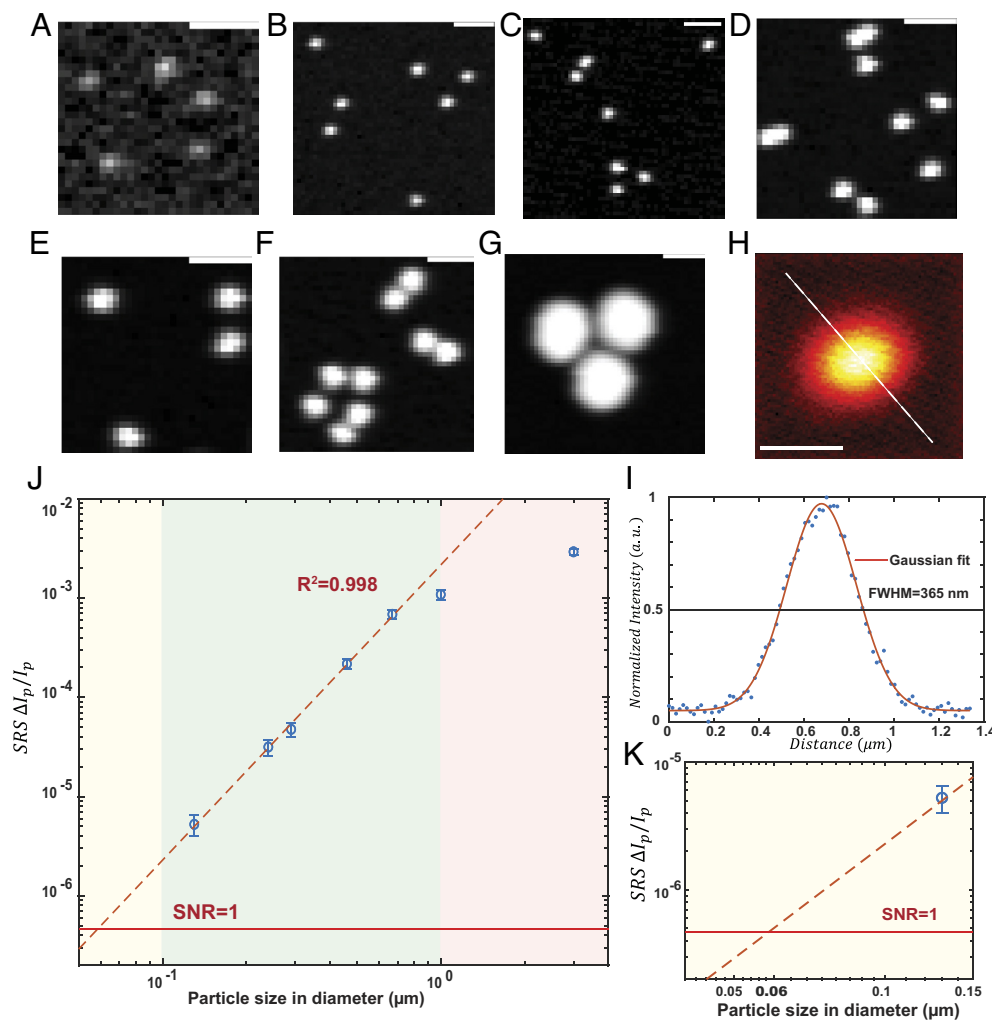 A
B
C
D
E
F
G
H
J
10⁻²
10⁻³
10⁻⁴
10⁻⁵
10⁻⁶
SRS ΔI_p/I_p
R²=0.998
SNR=1
10⁻¹
10⁰
Particle size in diameter (µm)
I
1
0.5
0
Normalized Intensity (a.u.)
Gaussian fit
FWHM=365 nm
0
0.2
0.4
0.6
0.8
1
1.2
1.4
Distance (µm)
K
10⁻⁵
10⁻⁶
SRS ΔI_p/I_p
SNR=1
0.05
0.06
0.1
0.15
Particle size in diameter (µm)